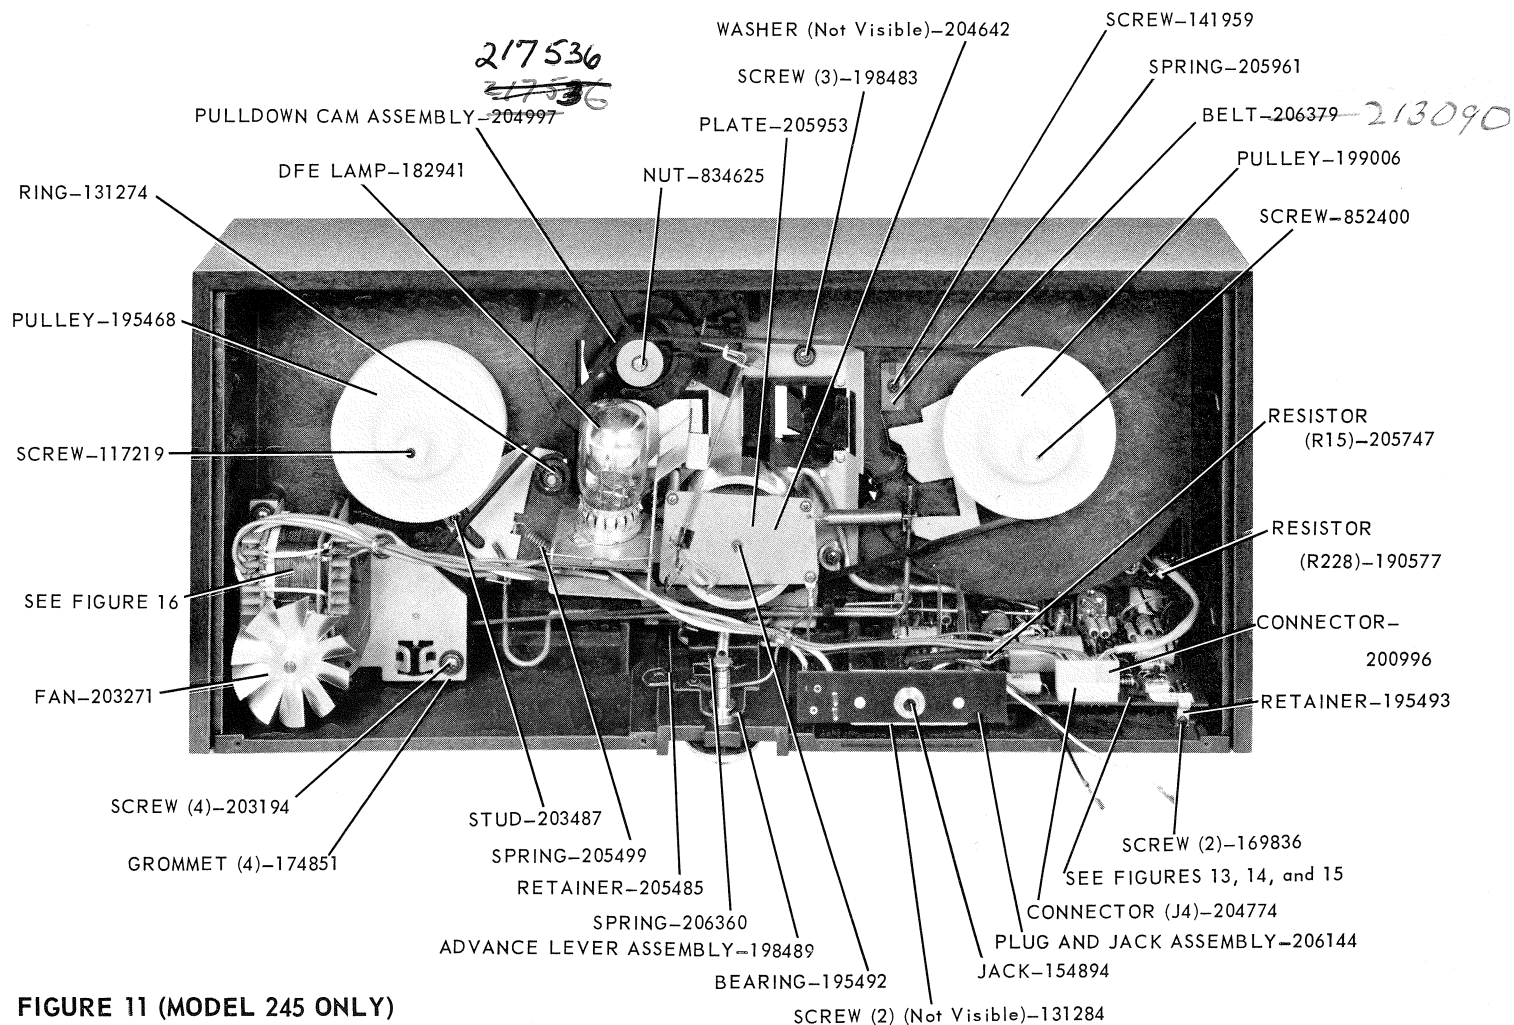 WASHER (Not Visible)–204642
SCREW–141959
217536
217536
SCREW (3)–198483
SPRING–205961
PULLDOWN CAM ASSEMBLY–204997
PLATE–205953
BELT–206379 213090
DFE LAMP–182941
NUT–834625
PULLEY–199006
RING–131274
SCREW–852400
PULLEY–195468
RESISTOR
(R15)–205747
SCREW–117219
RESISTOR
(R228)–190577
SEE FIGURE 16
CONNECTOR–
200996
FAN–203271
RETAINER–195493
SCREW (4)–203194
STUD–203487
GROMMET (4)–174851
SPRING–205499
SCREW (2)–169836
RETAINER–205485
SEE FIGURES 13, 14, and 15
SPRING–206360
CONNECTOR (J4)–204774
ADVANCE LEVER ASSEMBLY–198489
PLUG AND JACK ASSEMBLY–206144
BEARING–195492
JACK–154894
SCREW (2) (Not Visible)–131284
FIGURE 11 (MODEL 245 ONLY)